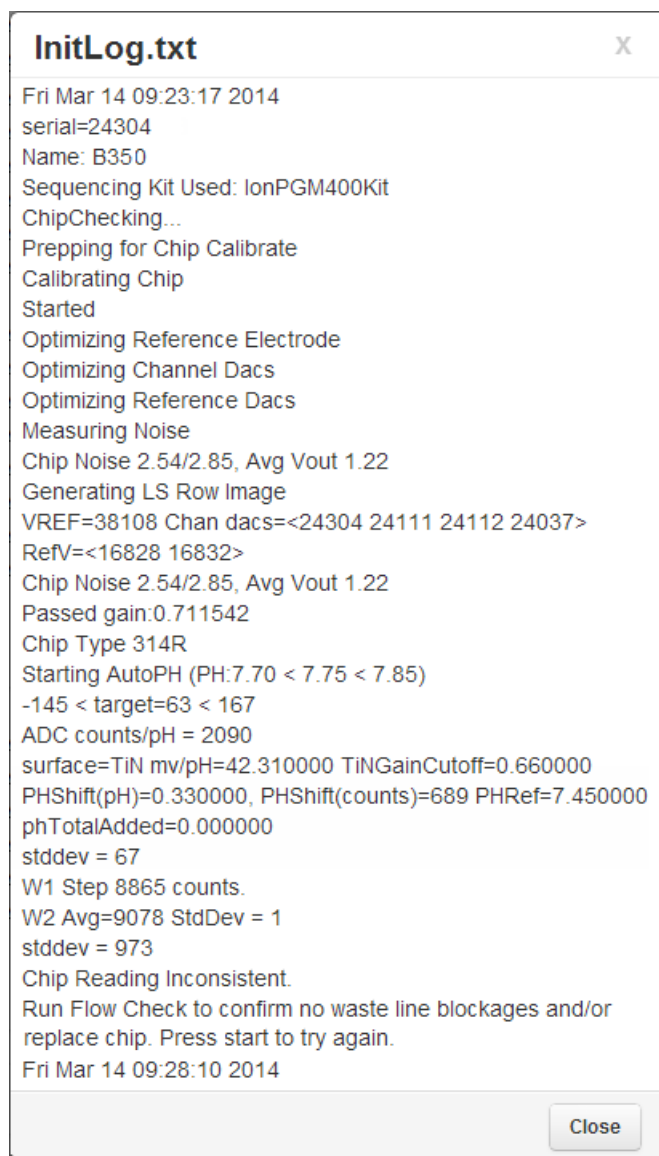 InitLog.txt
X
Fri Mar 14 09:23:17 2014
serial=24304
Name: B350
Sequencing Kit Used: IonPGM400Kit
ChipChecking...
Prepping for Chip Calibrate
Calibrating Chip
Started
Optimizing Reference Electrode
Optimizing Channel Dacs
Optimizing Reference Dacs
Measuring Noise
Chip Noise 2.54/2.85, Avg Vout 1.22
Generating LS Row Image
VREF=38108 Chan dacs=<24304 24111 24112 24037>
RefV=<16828 16832>
Chip Noise 2.54/2.85, Avg Vout 1.22
Passed gain:0.711542
Chip Type 314R
Starting AutoPH (PH:7.70 < 7.75 < 7.85)
-145 < target=63 < 167
ADC counts/pH = 2090
surface=TiN mv/pH=42.310000 TiNGainCutoff=0.660000
PHShift(pH)=0.330000, PHShift(counts)=689 PHRef=7.450000
phTotalAdded=0.000000
stddev = 67
W1 Step 8865 counts.
W2 Avg=9078 StdDev = 1
stddev = 973
Chip Reading Inconsistent.
Run Flow Check to confirm no waste line blockages and/or
replace chip. Press start to try again.
Fri Mar 14 09:28:10 2014
Close